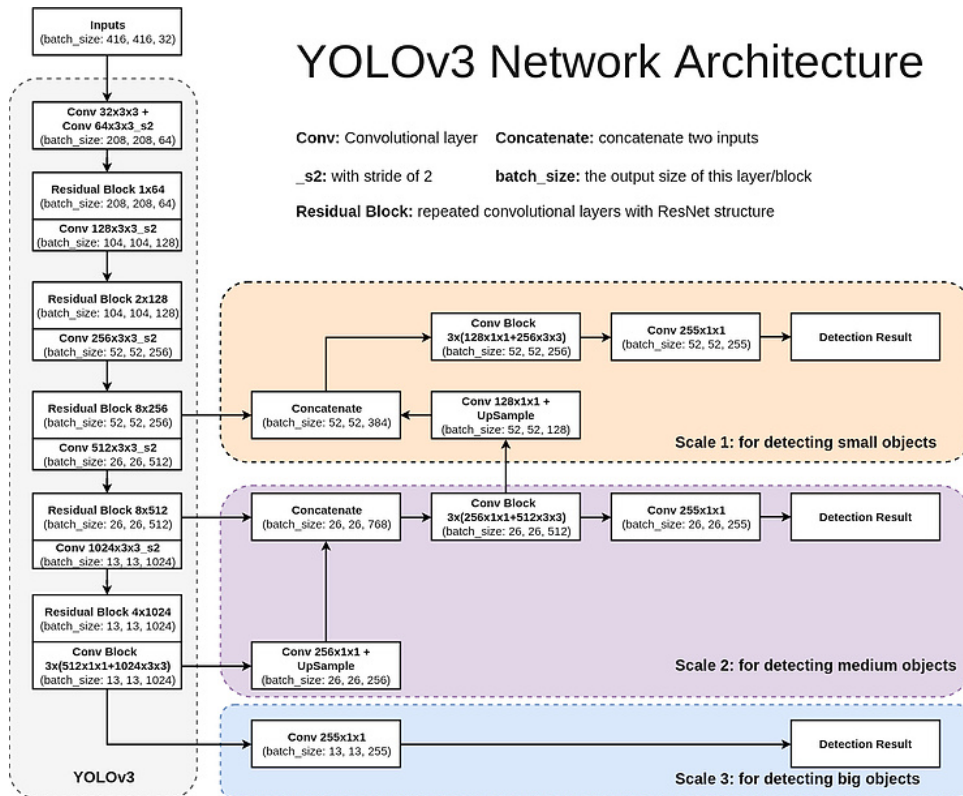 Inputs
(batch_size: 416, 416, 32)
YOLOv3 Network Architecture
Conv: Convolutional layer
Concatenate: concatenate two inputs
_s2: with stride of 2
batch_size: the output size of this layer/block
Residual Block: repeated convolutional layers with ResNet structure
Conv 32x3x3 +
Conv 64x3x3_s2
(batch_size: 208, 208, 64)
Residual Block 1x64
(batch_size: 208, 208, 64)
Conv 128x3x3_s2
(batch_size: 104, 104, 128)
Residual Block 2x128
(batch_size: 104, 104, 128)
Conv 256x3x3_s2
(batch_size: 52, 52, 256)
Residual Block 8x256
(batch_size: 52, 52, 256)
Conv 512x3x3_s2
(batch_size: 26, 26, 512)
Residual Block 8x512
(batch_size: 26, 26, 512)
Conv 1024x3x3_s2
(batch_size: 13, 13, 1024)
Residual Block 4x1024
(batch_size: 13, 13, 1024)
Conv Block
3x(512x1x1+1024x3x3)
(batch_size: 13, 13, 1024)
YOLOv3
Conv Block
3x(128x1x1+256x3x3)
(batch_size: 52, 52, 256)
Conv 255x1x1
(batch_size: 52, 52, 255)
Detection Result
Concatenate
(batch_size: 52, 52, 384)
Conv 128x1x1 +
UpSample
(batch_size: 52, 52, 128)
Scale 1: for detecting small objects
Concatenate
(batch_size: 26, 26, 768)
Conv Block
3x(256x1x1+512x3x3)
(batch_size: 26, 26, 512)
Conv 255x1x1
(batch_size: 26, 26, 255)
Detection Result
Conv 256x1x1 +
UpSample
(batch_size: 26, 26, 256)
Scale 2: for detecting medium objects
Conv 255x1x1
(batch_size: 13, 13, 255)
Detection Result
Scale 3: for detecting big objects